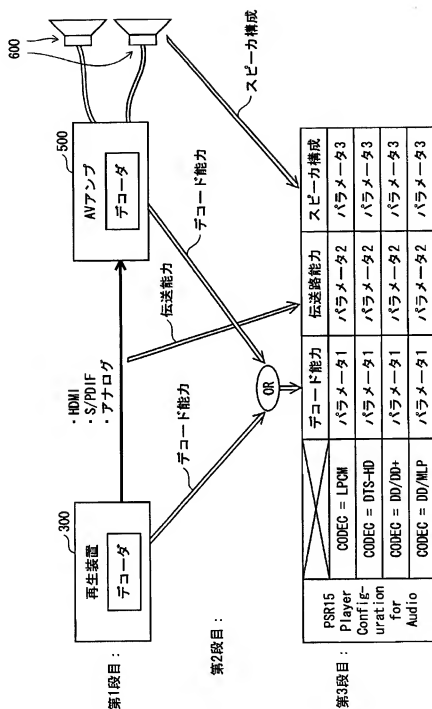 600
500
AVアンプ
デコーダ
・HDMI
・S/PDIF
・アナログ
300
再生装置
デコーダ
第1段目：
スピーカ構成
デコード能力
伝送能力
デコード能力
OR
第2段目：
第3段目：
PSR15
Player
Config-
uration
for
Audio
デコード能力 伝送路能力 スピーカ構成
CODEC = LPCM パラメータ1 パラメータ2 パラメータ3
CODEC = DTS-HD パラメータ1 パラメータ2 パラメータ3
CODEC = DD/DD+ パラメータ1 パラメータ2 パラメータ3
CODEC = DD/MLP パラメータ1 パラメータ2 パラメータ3